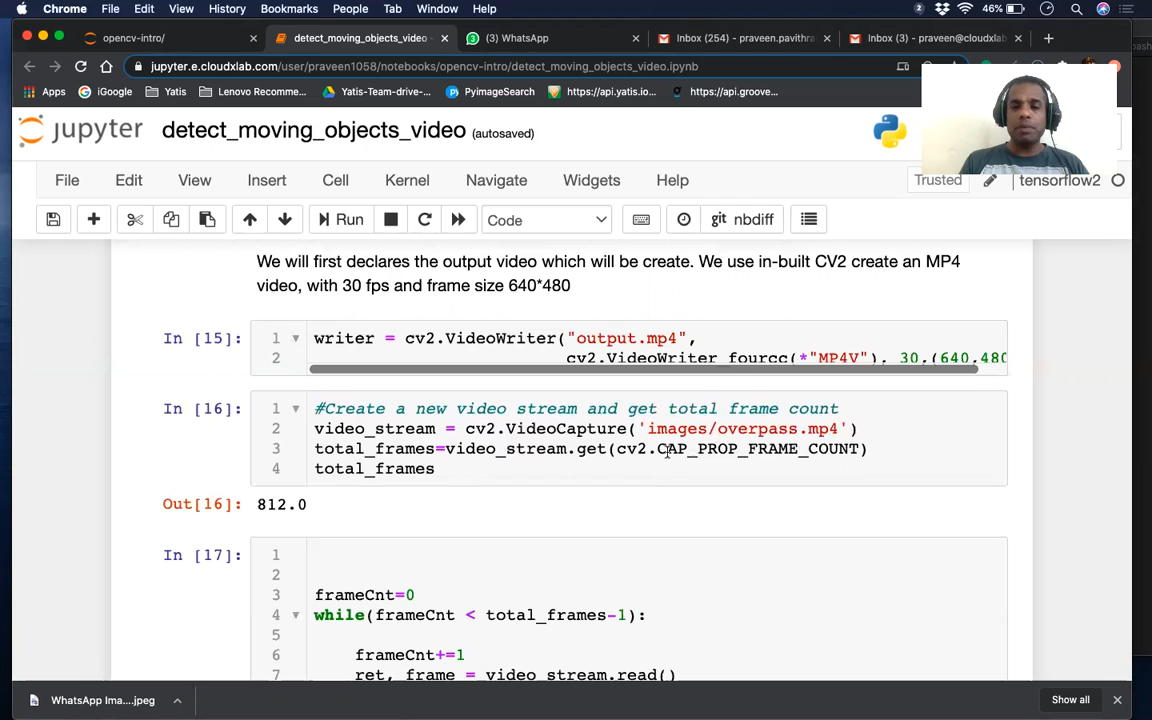 Chrome File Edit View History Bookmarks People Tab Window Help
2 46%
opencv-intro/
detect_moving_objects_video
(3) WhatsApp
Inbox (254) - praveen.pavithra
Inbox (3) - praveen@cloudxlab
jupyter.e.cloudxlab.com/user/praveen1058/notebooks/opencv-intro/detect_moving_objects_video.ipynb
Apps iGoogle Yatis Lenovo Recomme... Yatis-Team-drive-... PyimageSearch https://api.yatis.io... https://api.groove...
jupyter detect_moving_objects_video (autosaved)
File Edit View Insert Cell Kernel Navigate Widgets Help
Trusted tensorflow2
Run Code git nbdiff
We will first declares the output video which will be create. We use in-built CV2 create an MP4
video, with 30 fps and frame size 640*480
In [15]: 1 writer = cv2.VideoWriter("output.mp4",
2 cv2.VideoWriter_fourcc(*"MP4V"), 30,(640,480
In [16]: 1 #Create a new video stream and get total frame count
2 video_stream = cv2.VideoCapture('images/overpass.mp4')
3 total_frames=video_stream.get(cv2.CAP_PROP_FRAME_COUNT)
4 total_frames
Out[16]: 812.0
In [17]: 1
2
3 frameCnt=0
4 while(frameCnt < total_frames-1):
5
6 frameCnt+=1
7 ret, frame = video_stream.read()
WhatsApp Ima....jpeg
Show all